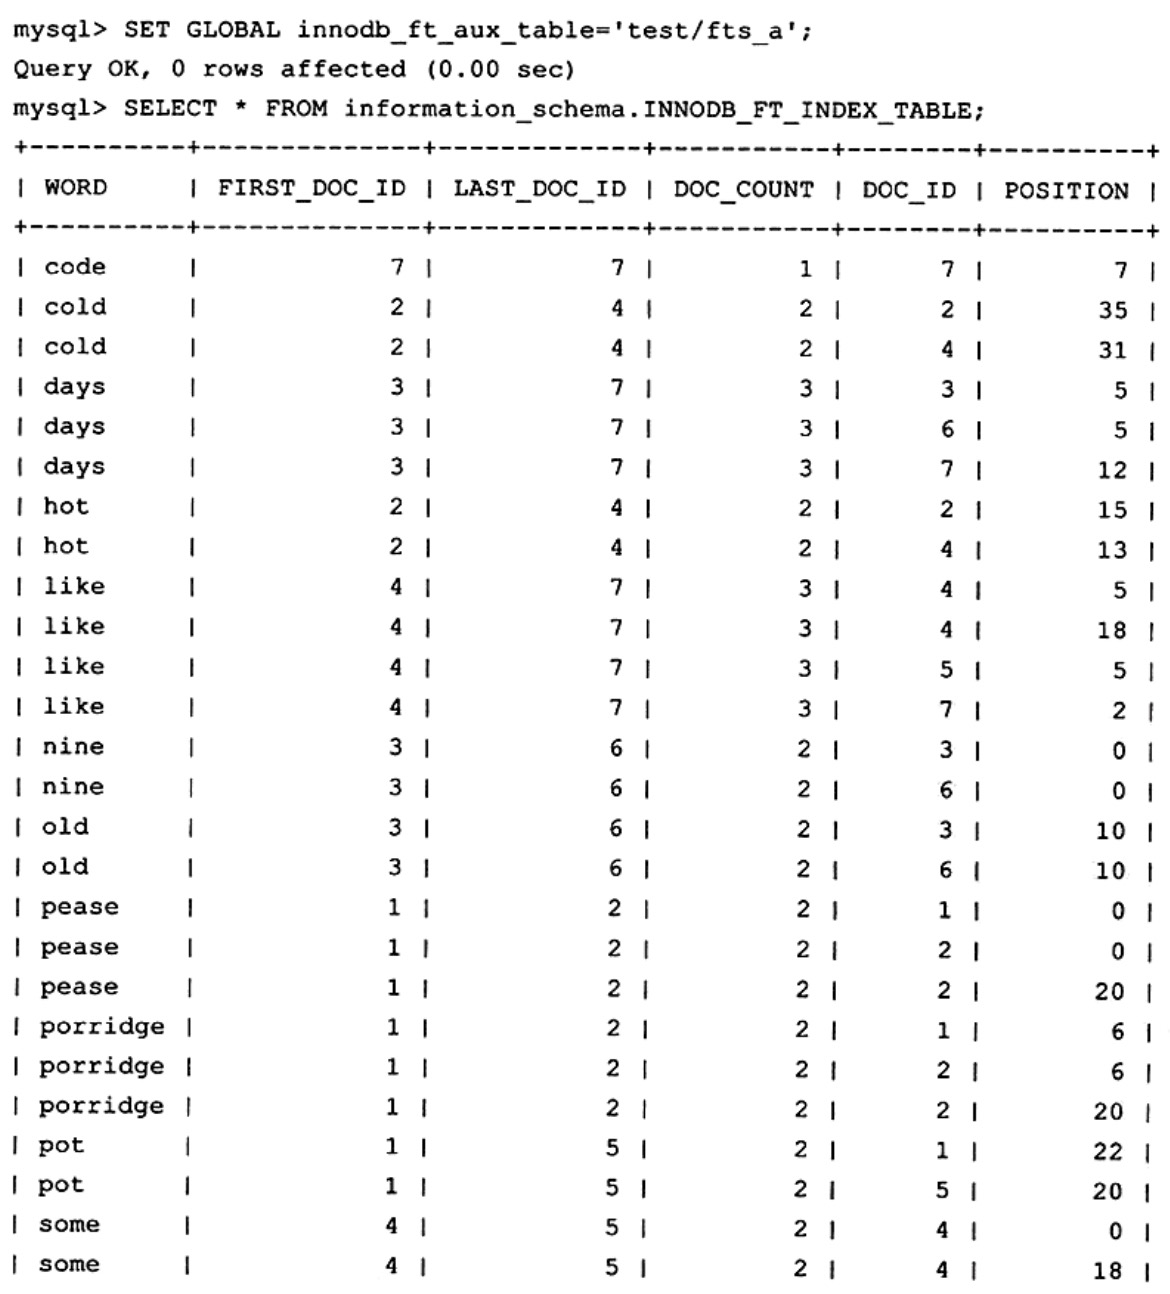 mysql> SET GLOBAL innodb_ft_aux_table='test/fts_a';
Query OK, 0 rows affected (0.00 sec)
mysql> SELECT * FROM information_schema.INNODB_FT_INDEX_TABLE;
+----------+--------------+-------------+-----------+--------+----------+
| WORD     | FIRST_DOC_ID | LAST_DOC_ID | DOC_COUNT | DOC_ID | POSITION |
+----------+--------------+-------------+-----------+--------+----------+
| code     |            7 |           7 |         1 |      7 |        7 |
| cold     |            2 |           4 |         2 |      2 |       35 |
| cold     |            2 |           4 |         2 |      4 |       31 |
| days     |            3 |           7 |         3 |      3 |        5 |
| days     |            3 |           7 |         3 |      6 |        5 |
| days     |            3 |           7 |         3 |      7 |       12 |
| hot      |            2 |           4 |         2 |      2 |       15 |
| hot      |            2 |           4 |         2 |      4 |       13 |
| like     |            4 |           7 |         3 |      4 |        5 |
| like     |            4 |           7 |         3 |      4 |       18 |
| like     |            4 |           7 |         3 |      5 |        5 |
| like     |            4 |           7 |         3 |      7 |        2 |
| nine     |            3 |           6 |         2 |      3 |        0 |
| nine     |            3 |           6 |         2 |      6 |        0 |
| old      |            3 |           6 |         2 |      3 |       10 |
| old      |            3 |           6 |         2 |      6 |       10 |
| pease    |            1 |           2 |         2 |      1 |        0 |
| pease    |            1 |           2 |         2 |      2 |        0 |
| pease    |            1 |           2 |         2 |      2 |       20 |
| porridge |            1 |           2 |         2 |      1 |        6 |
| porridge |            1 |           2 |         2 |      2 |        6 |
| porridge |            1 |           2 |         2 |      2 |       20 |
| pot      |            1 |           5 |         2 |      1 |       22 |
| pot      |            1 |           5 |         2 |      5 |       20 |
| some     |            4 |           5 |         2 |      4 |        0 |
| some     |            4 |           5 |         2 |      4 |       18 |